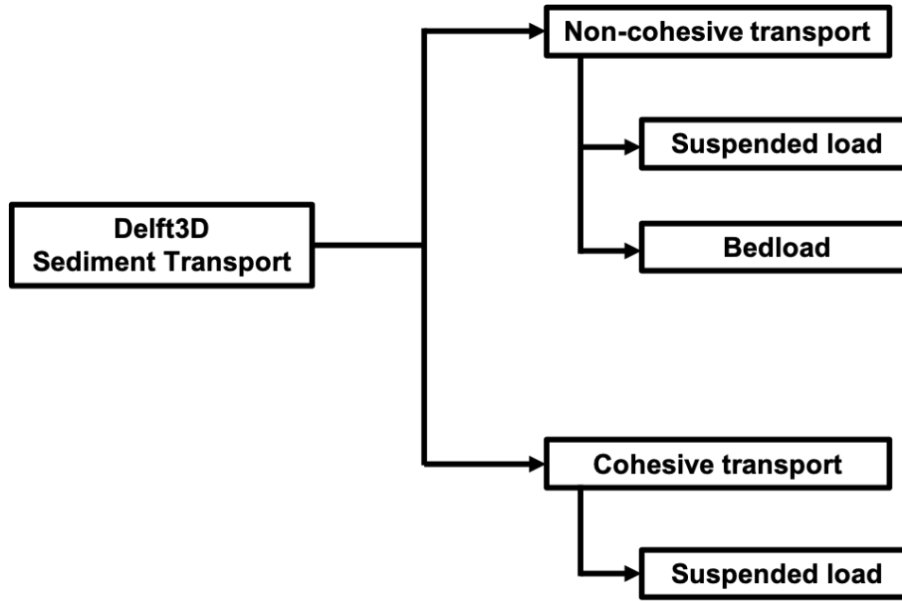 Non-cohesive transport
Suspended load
Delft3D
Sediment Transport
Bedload
Cohesive transport
Suspended load